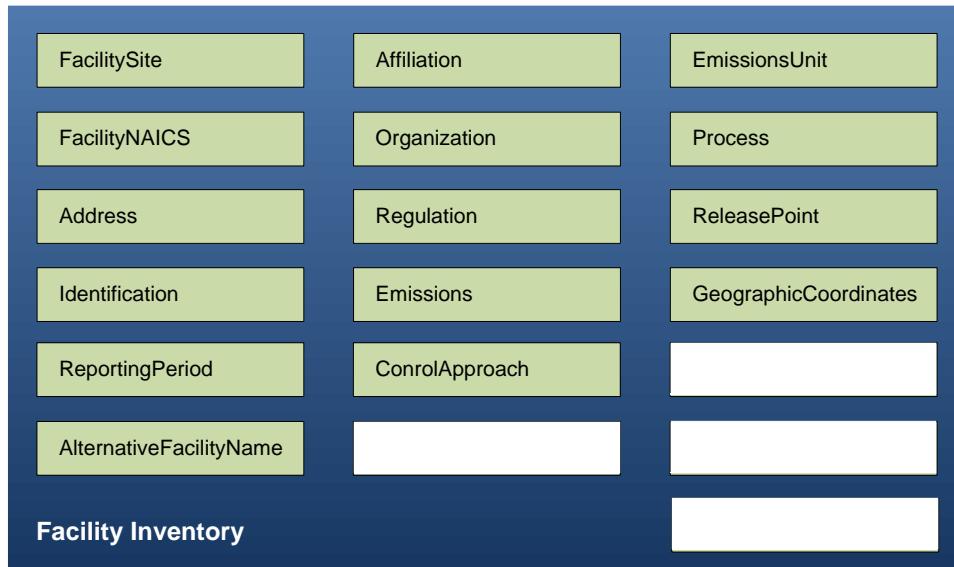 FacilitySite
Affiliation
EmissionsUnit
FacilityNAICS
Organization
Process
Address
Regulation
ReleasePoint
Identification
Emissions
GeographicCoordinates
ReportingPeriod
ConrolApproach
AlternativeFacilityName
Facility Inventory